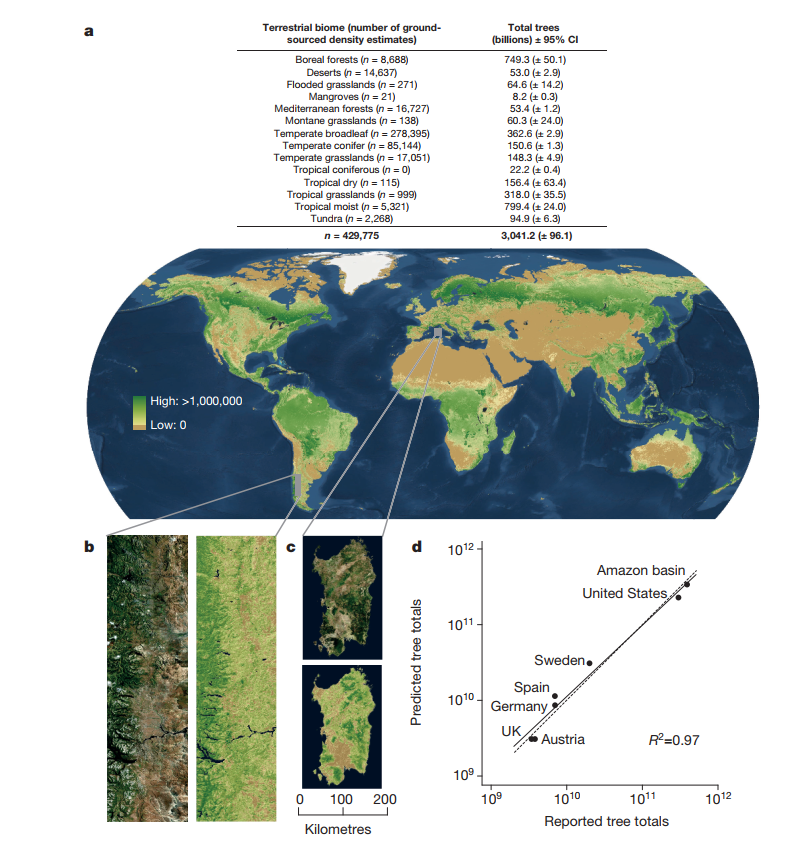 a
Terrestrial biome (number of ground-
sourced density estimates)
Total trees
(billections) ± 95% CI
Boreal forests (n = 8,688) 749.3 (± 50.1)
Deserts (n = 14,637) 53.0 (± 2.9)
Flooded grasslands (n = 271) 64.6 (± 14.2)
Mangroves (n = 21) 8.2 (± 0.3)
Mediterranean forests (n = 16,727) 53.4 (± 1.2)
Montane grasslands (n = 138) 60.3 (± 24.0)
Temperate broadleaf (n = 278,395) 362.6 (± 2.9)
Temperate conifer (n = 85,144) 150.6 (± 1.3)
Temperate grasslands (n = 17,051) 148.3 (± 4.9)
Tropical coniferous (n = 0) 22.2 (± 0.4)
Tropical dry (n = 115) 156.4 (± 63.4)
Tropical grasslands (n = 999) 318.0 (± 35.5)
Tropical moist (n = 5,321) 799.4 (± 24.0)
Tundra (n = 2,268) 94.9 (± 6.3)
n = 429,775 3,041.2 (± 96.1)
High: >1,000,000
Low: 0
b
c
0 100 200
Kilometres
d
Predicted tree totals
10¹²
10¹¹
10¹⁰
10⁹
Amazon basin
United States
Sweden
Spain
Germany
UK
Austria
R²=0.97
10⁹ 10¹⁰ 10¹¹ 10¹²
Reported tree totals